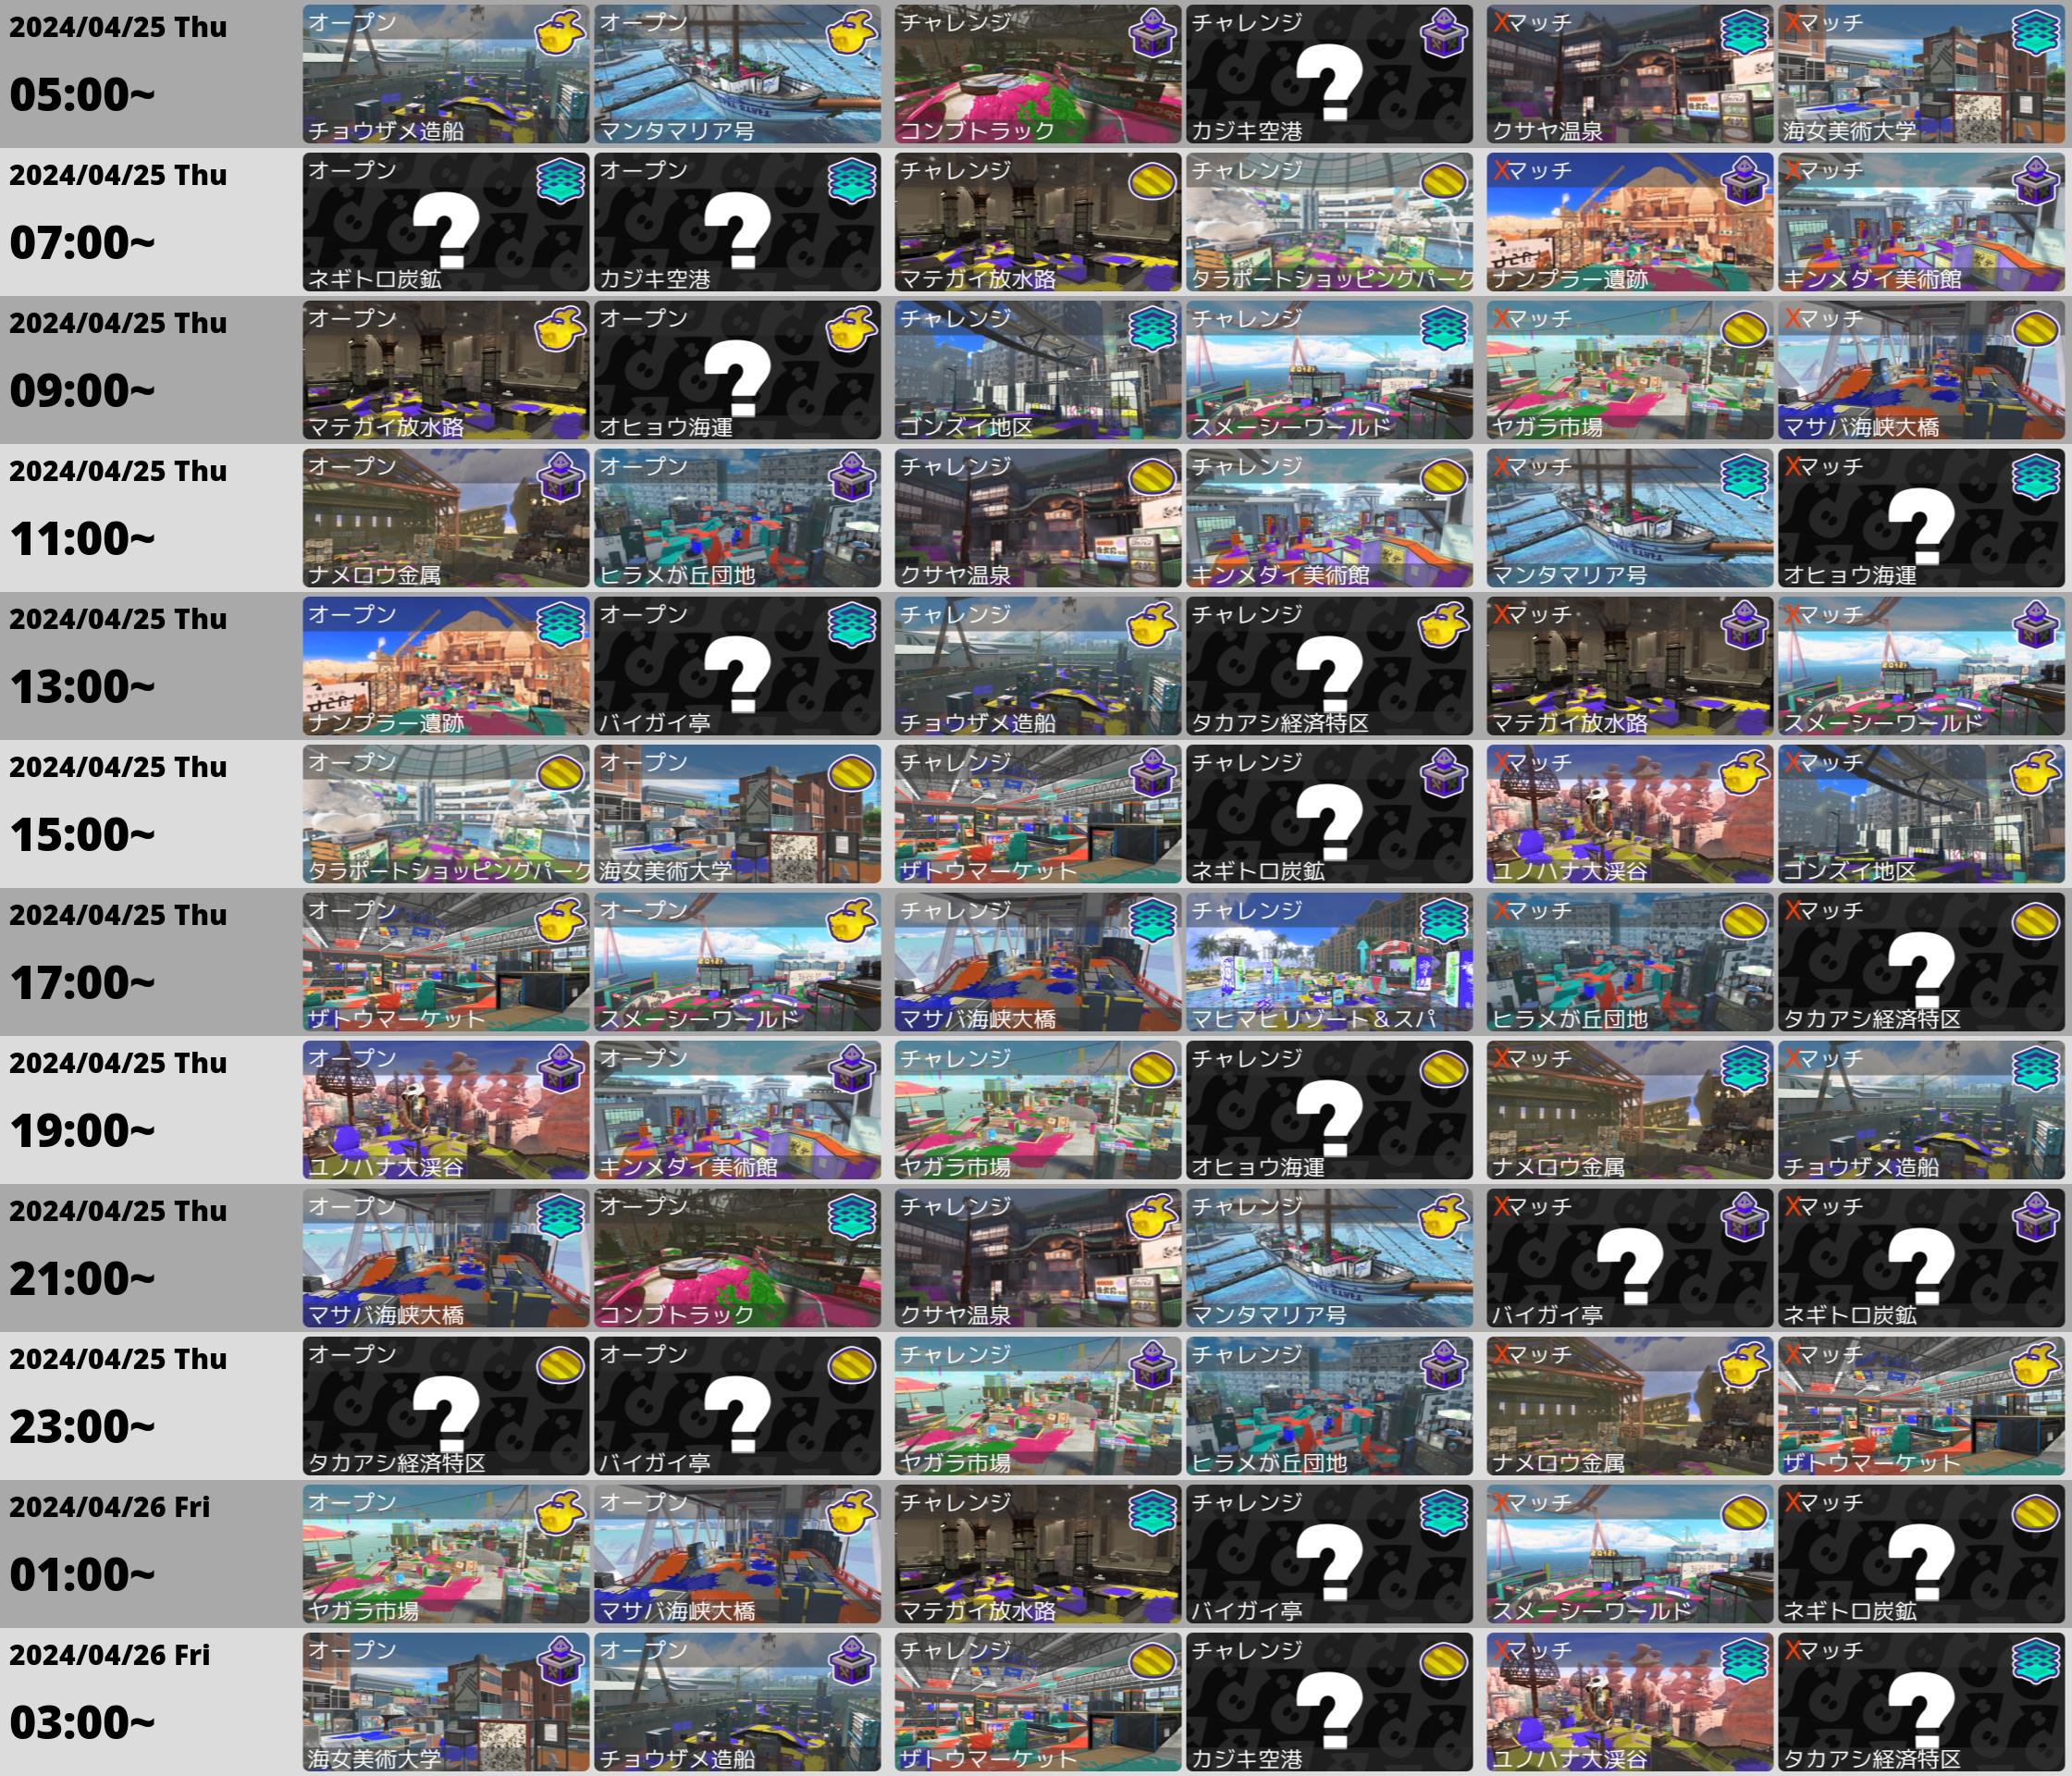 2024/04/25 Thu
05:00~
オープン オープン チャレンジ チャレンジ Xマッチ Xマッチ
チョウザメ造船 マンタマリア号 コンブトラック カジキ空港 クサヤ温泉 海女美術大学
2024/04/25 Thu
07:00~
オープン オープン チャレンジ チャレンジ Xマッチ Xマッチ
ネギトロ炭鉱 カジキ空港 マテガイ放水路 タラポートショッピングパーク ナンプラー遺跡 キンメダイ美術館
2024/04/25 Thu
09:00~
オープン オープン チャレンジ チャレンジ Xマッチ Xマッチ
マテガイ放水路 オヒョウ海運 ゴンズイ地区 スメーシーワールド ヤガラ市場 マサバ海峡大橋
2024/04/25 Thu
11:00~
オープン オープン チャレンジ チャレンジ Xマッチ Xマッチ
ナメロウ金属 ヒラメが丘団地 クサヤ温泉 キンメダイ美術館 マンタマリア号 オヒョウ海運
2024/04/25 Thu
13:00~
オープン オープン チャレンジ チャレンジ Xマッチ Xマッチ
ナンプラー遺跡 バイガイ亭 チョウザメ造船 タカアシ経済特区 マテガイ放水路 スメーシーワールド
2024/04/25 Thu
15:00~
オープン オープン チャレンジ チャレンジ Xマッチ Xマッチ
タラポートショッピングパーク 海女美術大学 ザトウマーケット ネギトロ炭鉱 ユノハナ大渓谷 ゴンズイ地区
2024/04/25 Thu
17:00~
オープン オープン チャレンジ チャレンジ Xマッチ Xマッチ
ザトウマーケット スメーシーワールド マサバ海峡大橋 マヒマヒリゾート＆スパ ヒラメが丘団地 タカアシ経済特区
2024/04/25 Thu
19:00~
オープン オープン チャレンジ チャレンジ Xマッチ Xマッチ
ユノハナ大渓谷 キンメダイ美術館 ヤガラ市場 オヒョウ海運 ナメロウ金属 チョウザメ造船
2024/04/25 Thu
21:00~
オープン オープン チャレンジ チャレンジ Xマッチ Xマッチ
マサバ海峡大橋 コンブトラック クサヤ温泉 マンタマリア号 バイガイ亭 ネギトロ炭鉱
2024/04/25 Thu
23:00~
オープン オープン チャレンジ チャレンジ Xマッチ Xマッチ
タカアシ経済特区 バイガイ亭 ヤガラ市場 ヒラメが丘団地 ナメロウ金属 ザトウマーケット
2024/04/26 Fri
01:00~
オープン オープン チャレンジ チャレンジ Xマッチ Xマッチ
ヤガラ市場 マサバ海峡大橋 マテガイ放水路 バイガイ亭 スメーシーワールド ネギトロ炭鉱
2024/04/26 Fri
03:00~
オープン オープン チャレンジ チャレンジ Xマッチ Xマッチ
海女美術大学 チョウザメ造船 ザトウマーケット カジキ空港 ユノハナ大渓谷 タカアシ経済特区